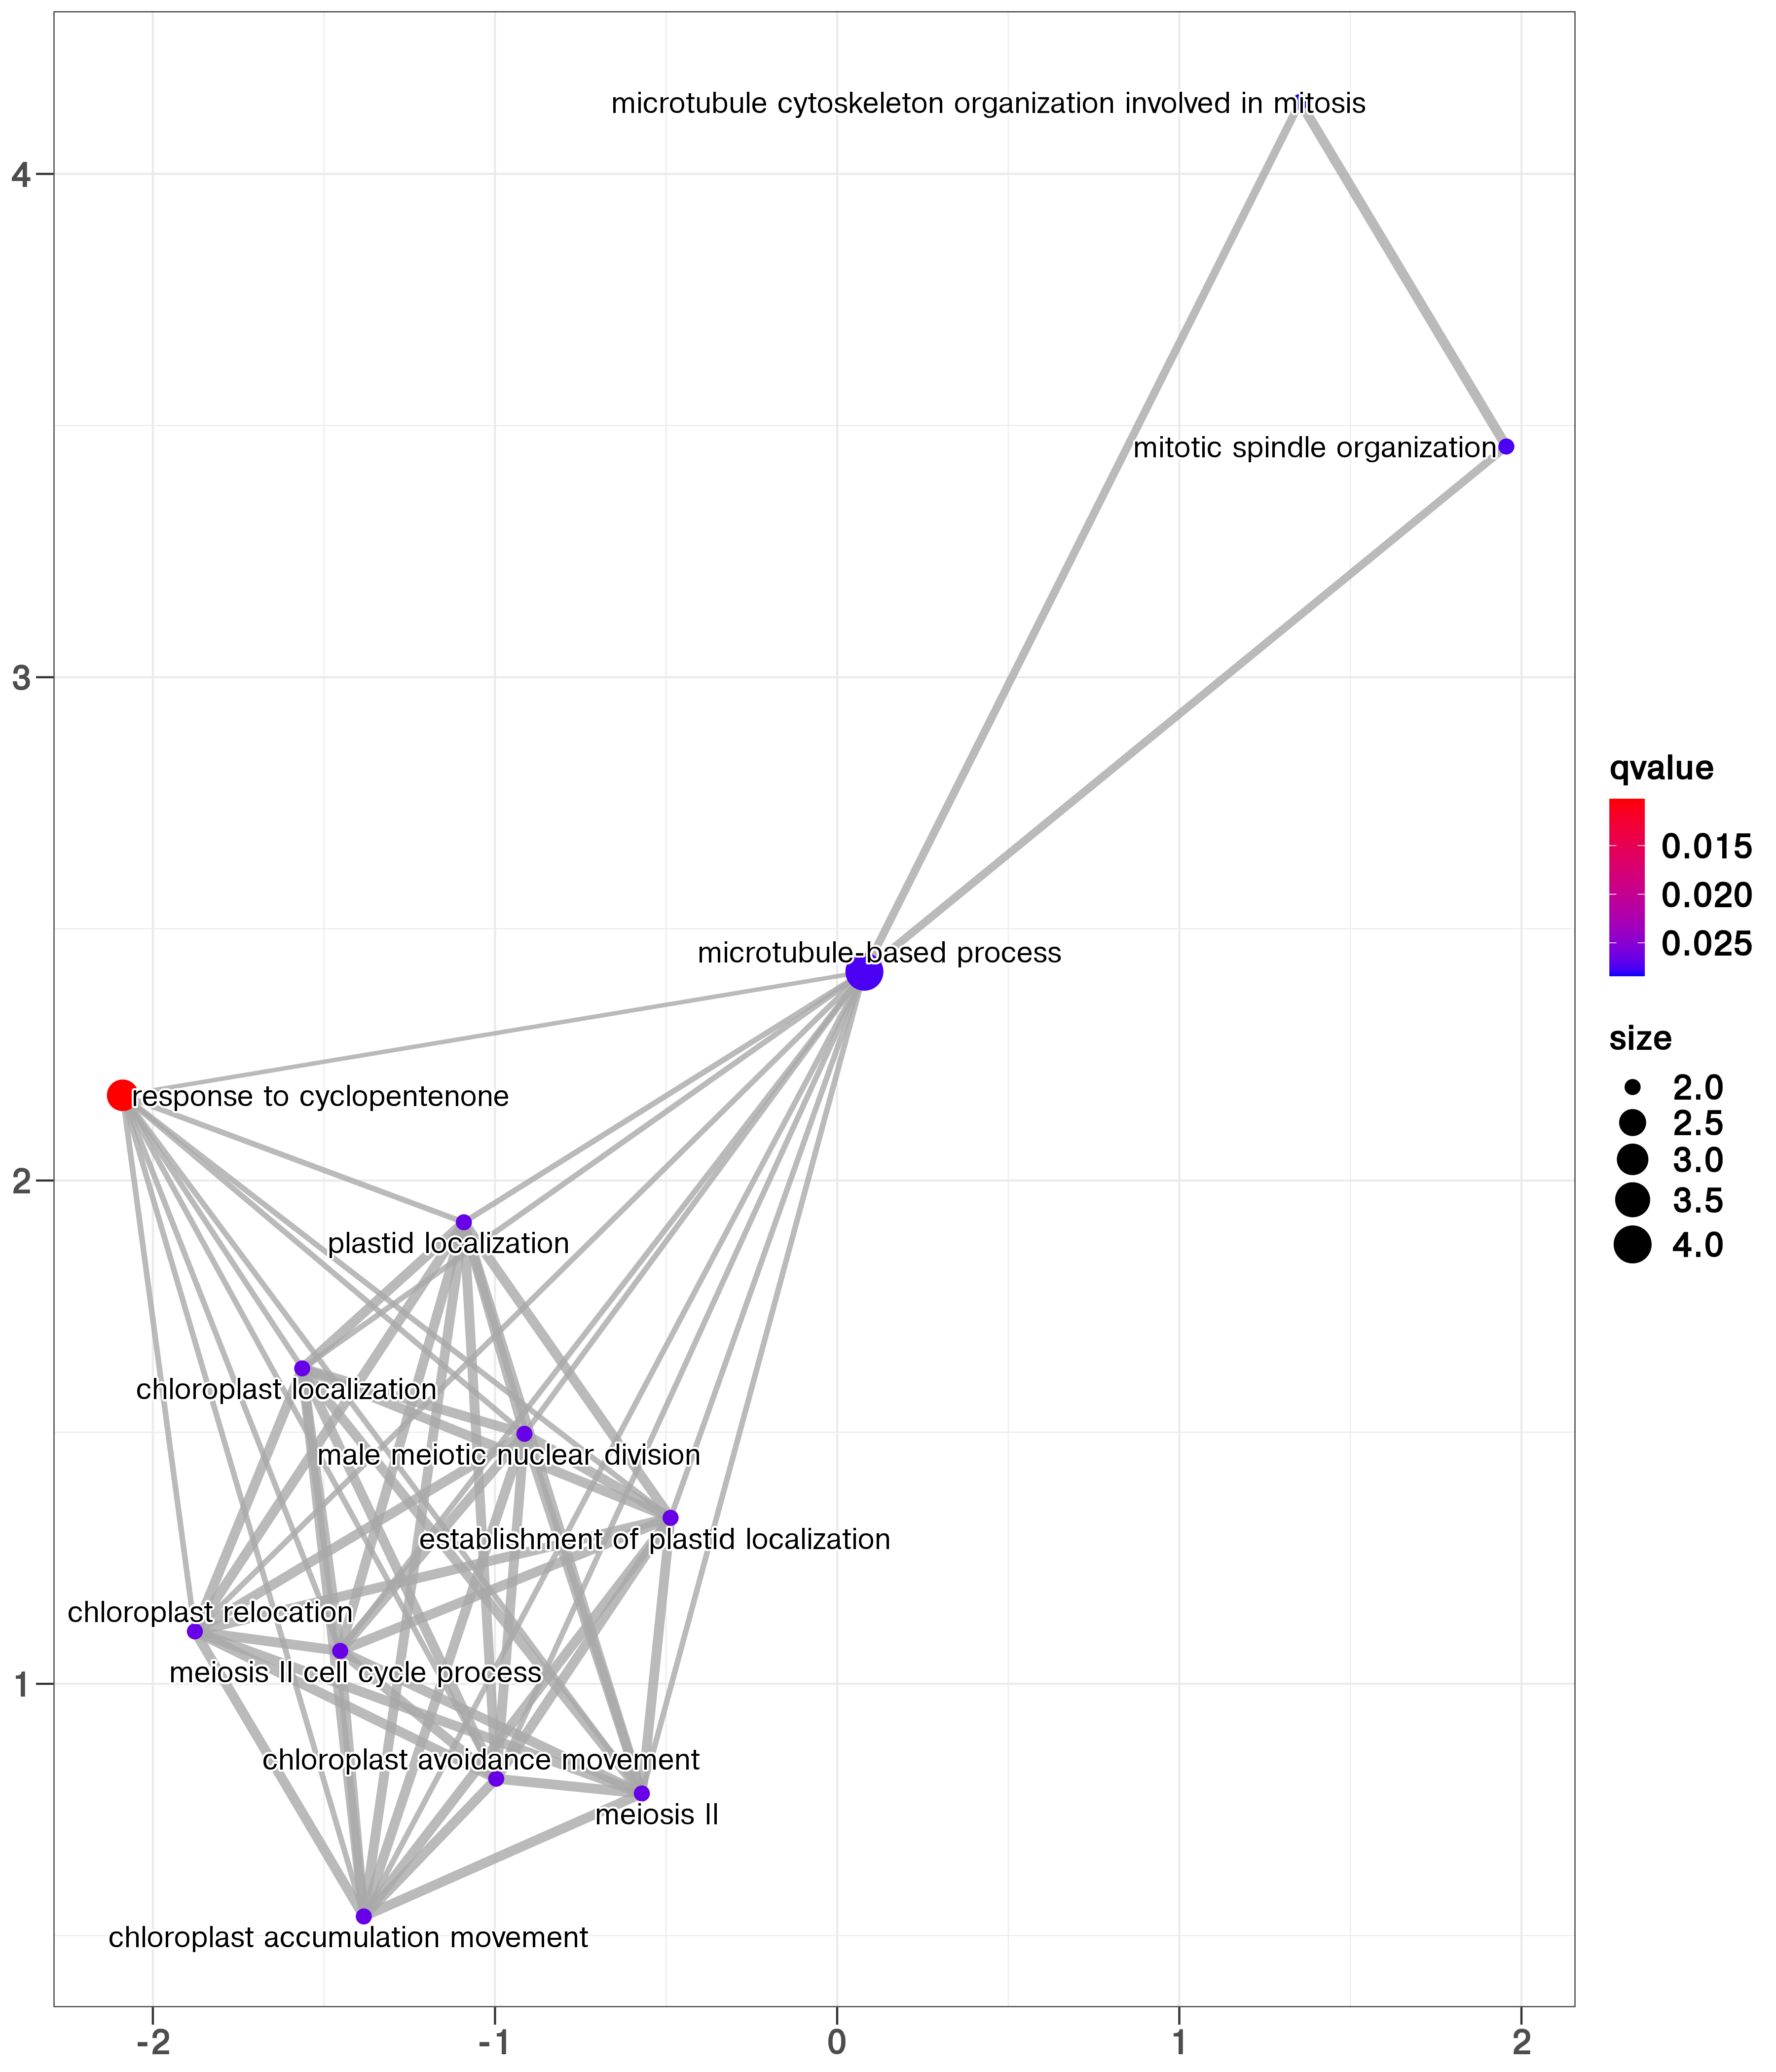 microtubule cytoskeleton organization involved in mitosis
4
mitotic spindle organization
3
microtubule-based process
response to cyclopentenone
2
plastid localization
chloroplast localization
male meiotic nuclear division
establishment of plastid localization
chloroplast relocation
meiosis II cell cycle process
1
chloroplast avoidance movement
meiosis II
chloroplast accumulation movement
-2
-1
0
1
2
qvalue
0.015
0.020
0.025
size
2.0
2.5
3.0
3.5
4.0